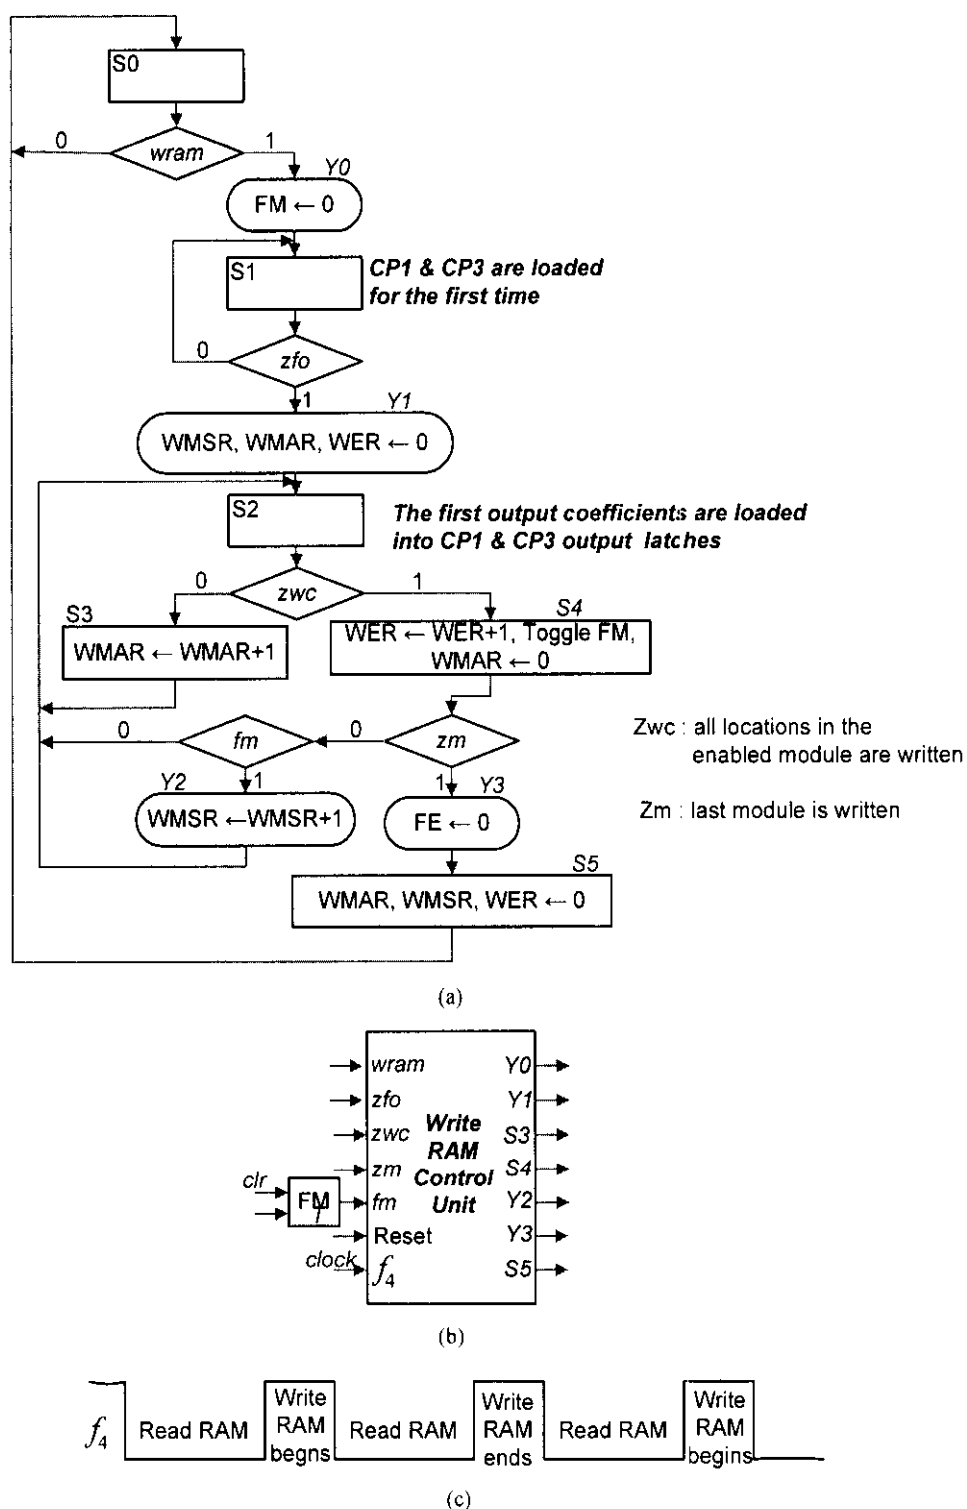 S0
0
wram
1
Y0
FM ← 0
S1
CP1 & CP3 are loaded
for the first time
0
zfo
1
Y1
WMSR, WMAR, WER ← 0
S2
The first output coefficients are loaded
into CP1 & CP3 output latches
0
zwc
1
S3
WMAR ← WMAR+1
S4
WER ← WER+1, Toggle FM,
WMAR ← 0
0
fm
0
zm
Zwc : all locations in the
enabled module are written
Y2
1
1
Y3
WMSR ←WMSR+1
FE ← 0
Zm : last module is written
S5
WMAR, WMSR, WER ← 0
(a)
wram
Y0
zfo
Y1
zwc
Write
RAM
Control
Unit
S3
zm
S4
clr
FM
T
fm
Y2
Reset
Y3
clock
f4
S5
(b)
f4
Read RAM
Write
RAM
begns
Read RAM
Write
RAM
ends
Read RAM
Write
RAM
begins
(c)